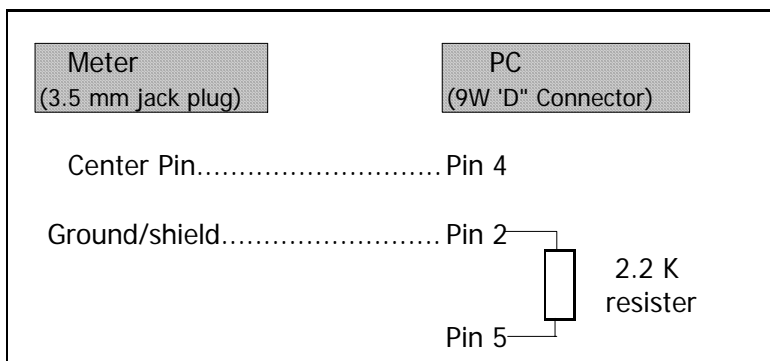 Meter
(3.5 mm jack plug)
PC
(9W 'D" Connector)
Center Pin............................. Pin 4
Ground/shield.......................... Pin 2
2.2 K
resister
Pin 5